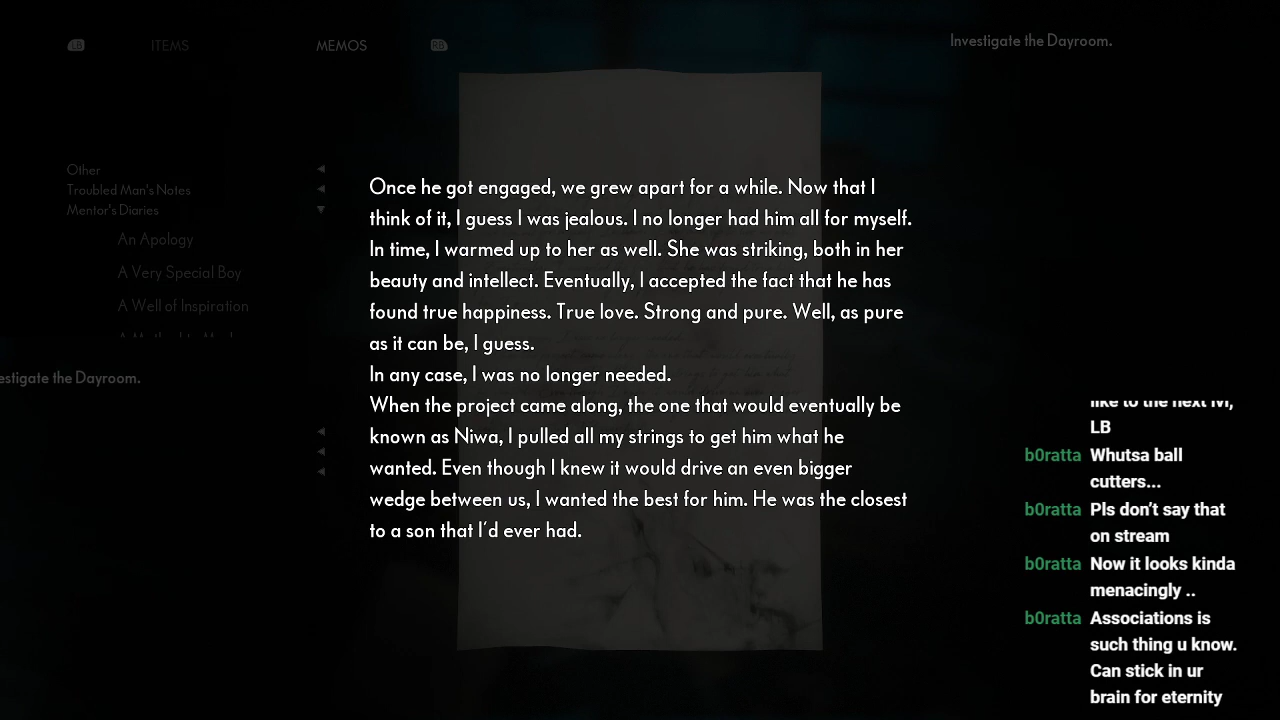 LB
ITEMS
MEMOS
RB
Investigate the Dayroom.
Other
Troubled Man's Notes
Mentor's Diaries
An Apology
A Very Special Boy
A Well of Inspiration
estigate the Dayroom.
Once he got engaged, we grew apart for a while. Now that I
think of it, I guess I was jealous. I no longer had him all for myself.
In time, I warmed up to her as well. She was striking, both in her
beauty and intellect. Eventually, I accepted the fact that he has
found true happiness. True love. Strong and pure. Well, as pure
as it can be, I guess.
In any case, I was no longer needed.
When the project came along, the one that would eventually be
known as Niwa, I pulled all my strings to get him what he
wanted. Even though I knew it would drive an even bigger
wedge between us, I wanted the best for him. He was the closest
to a son that I'd ever had.
like to the next lvl,
LB
b0ratta Whutsa ball
cutters...
b0ratta Pls don't say that
on stream
b0ratta Now it looks kinda
menacingly ..
b0ratta Associations is
such thing u know.
Can stick in ur
brain for eternity